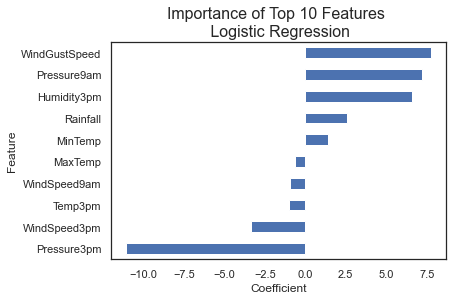 Importance of Top 10 Features
Logistic Regression
WindGustSpeed
Pressure9am
Humidity3pm
Rainfall
MinTemp
MaxTemp
WindSpeed9am
Temp3pm
WindSpeed3pm
Pressure3pm
Feature
−10.0 −7.5 −5.0 −2.5 0.0 2.5 5.0 7.5
Coefficient